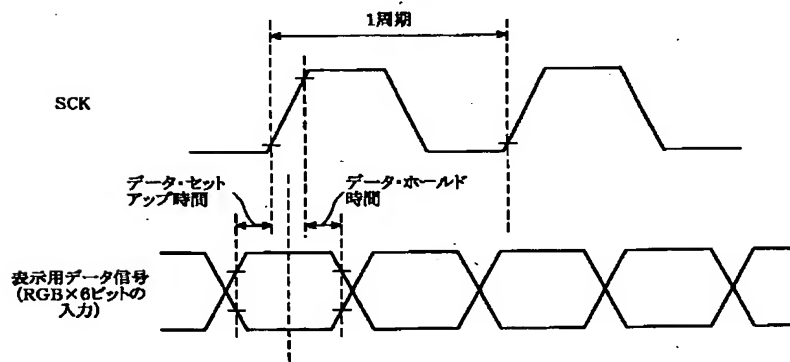 1周期
SCK
データ・セット
アップ時間
データ・ホールド
時間
表示用データ信号
(RGB×6ビットの
入力)